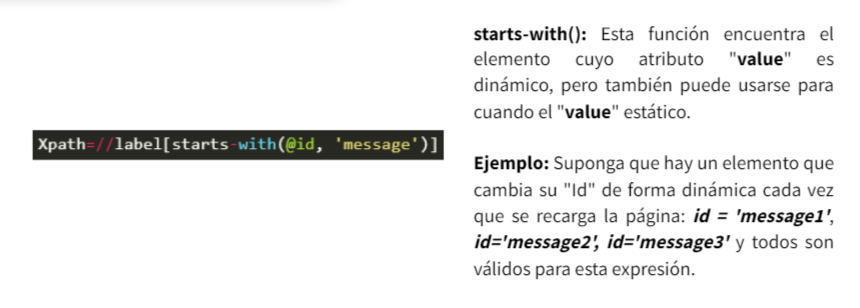 Xpath=//label[starts-with(@id, 'message')]
starts-with(): Esta función encuentra el
elemento cuyo atributo "value" es
dinámico, pero también puede usarse para
cuando el "value" estático.
Ejemplo: Suponga que hay un elemento que
cambia su "Id" de forma dinámica cada vez
que se recarga la página: id = 'message1',
id='message2', id='message3' y todos son
válidos para esta expresión.